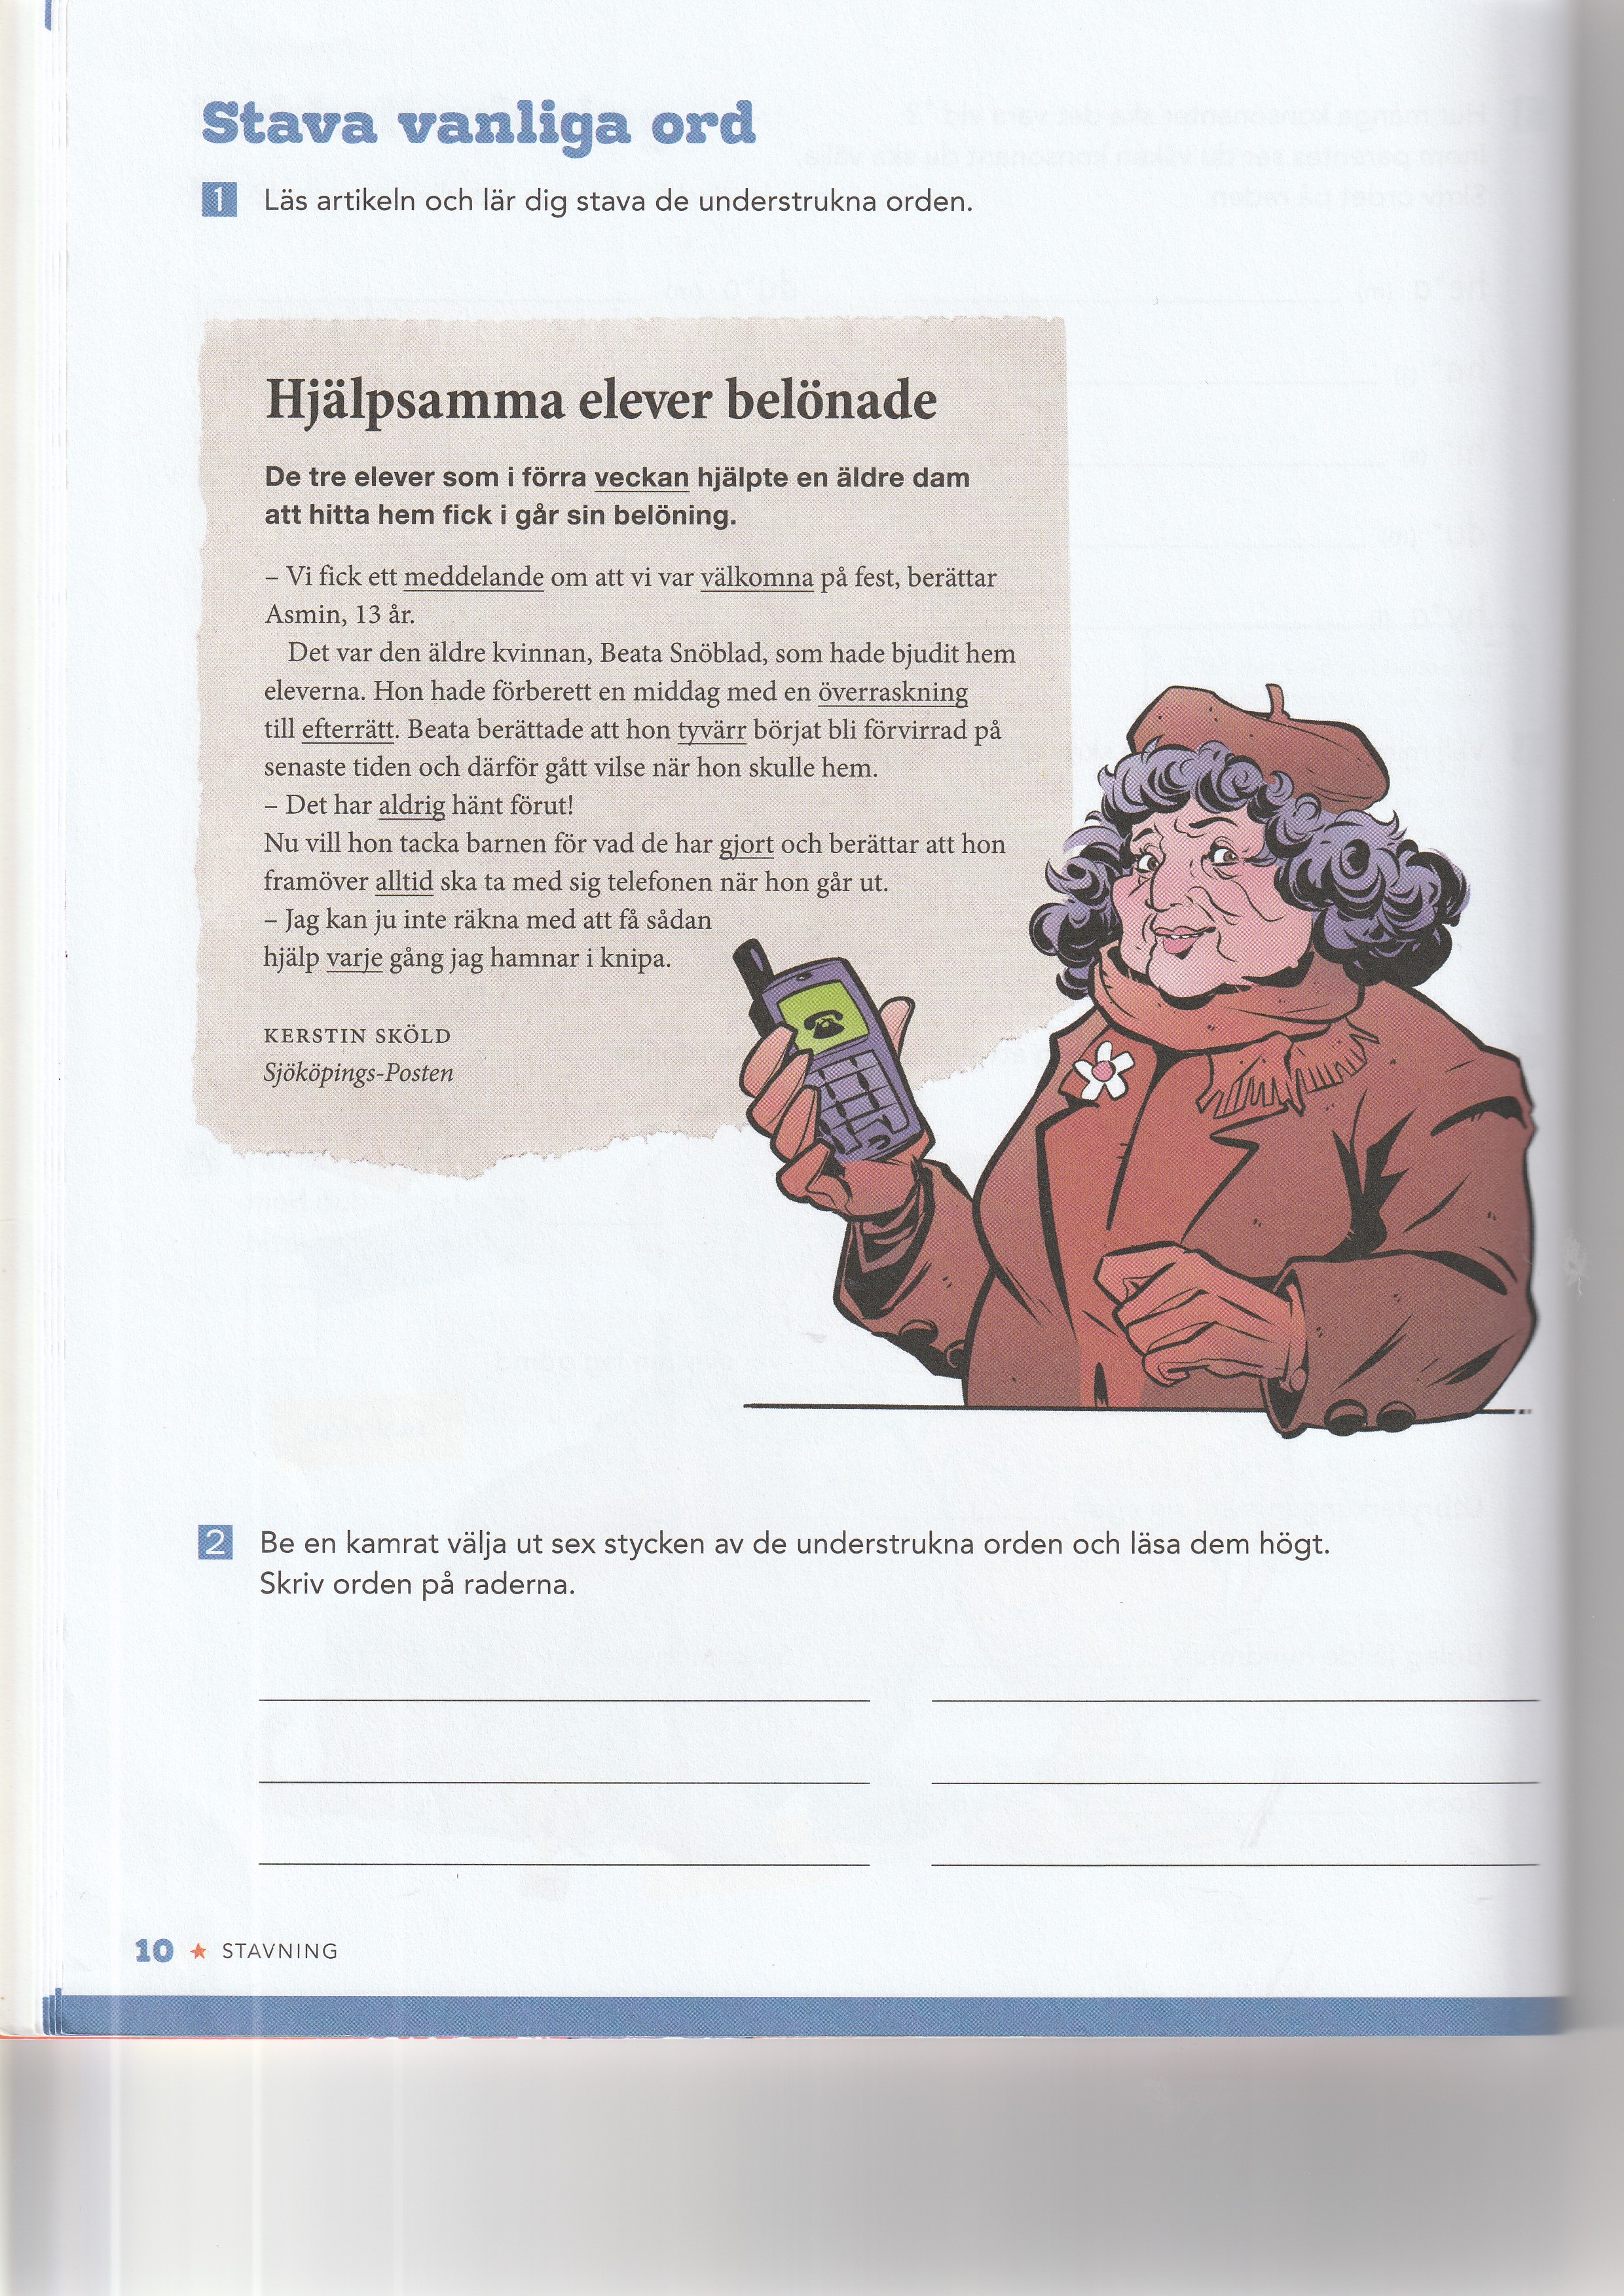 Stava vanliga ord
1 Läs artikeln och lär dig stava de understrukna orden.
Hjälpsamma elever belönade
De tre elever som i förra veckan hjälpte en äldre dam
att hitta hem fick i går sin belöning.
– Vi fick ett meddelande om att vi var välkomna på fest, berättar
Asmin, 13 år.
Det var den äldre kvinnan, Beata Snöblad, som hade bjudit hem
eleverna. Hon hade förberett en middag med en överraskning
till efterrätt. Beata berättade att hon tyvärr börjat bli förvirrad på
senaste tiden och därför gått vilse när hon skulle hem.
– Det har aldrig hänt förut!
Nu vill hon tacka barnen för vad de har gjort och berättar att hon
framöver alltid ska ta med sig telefonen när hon går ut.
– Jag kan ju inte räkna med att få sådan
hjälp varje gång jag hamnar i knipa.
KERSTIN SKÖLD
Sjököpings-Posten
2 Be en kamrat välja ut sex stycken av de understrukna orden och läsa dem högt.
Skriv orden på raderna.
10 ★ STAVNING